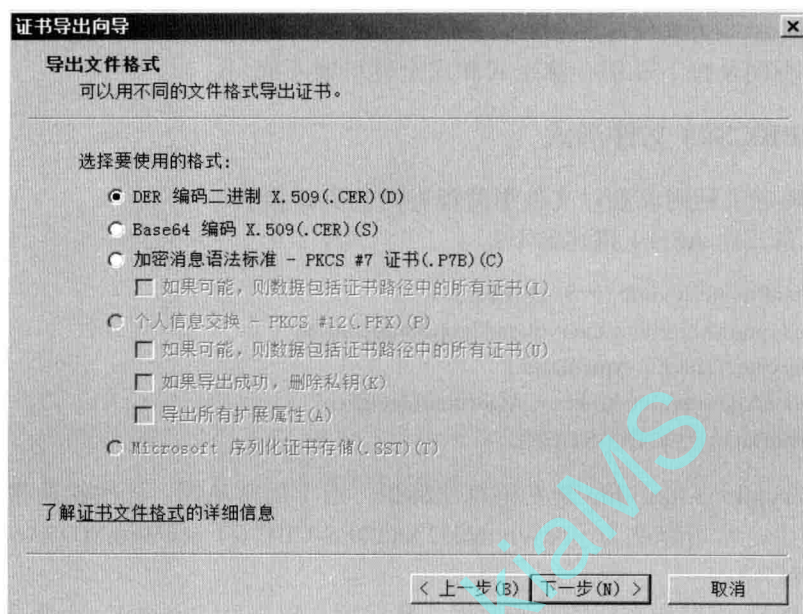 证书导出向导
导出文件格式
可以用不同的文件格式导出证书。
选择要使用的格式:
DER 编码二进制 X.509(.CER)(D)
Base64 编码 X.509(.CER)(S)
加密消息语法标准 - PKCS #7 证书(.P7B)(C)
如果可能，则数据包括证书路径中的所有证书(I)
个人信息交换 - PKCS #12(.PFX)(P)
如果可能，则数据包括证书路径中的所有证书(U)
如果导出成功，删除私钥(K)
导出所有扩展属性(A)
Microsoft 序列化证书存储(.SST)(T)
了解证书文件格式的详细信息
< 上一步(B)
下一步(N) >
取消
kjaMS